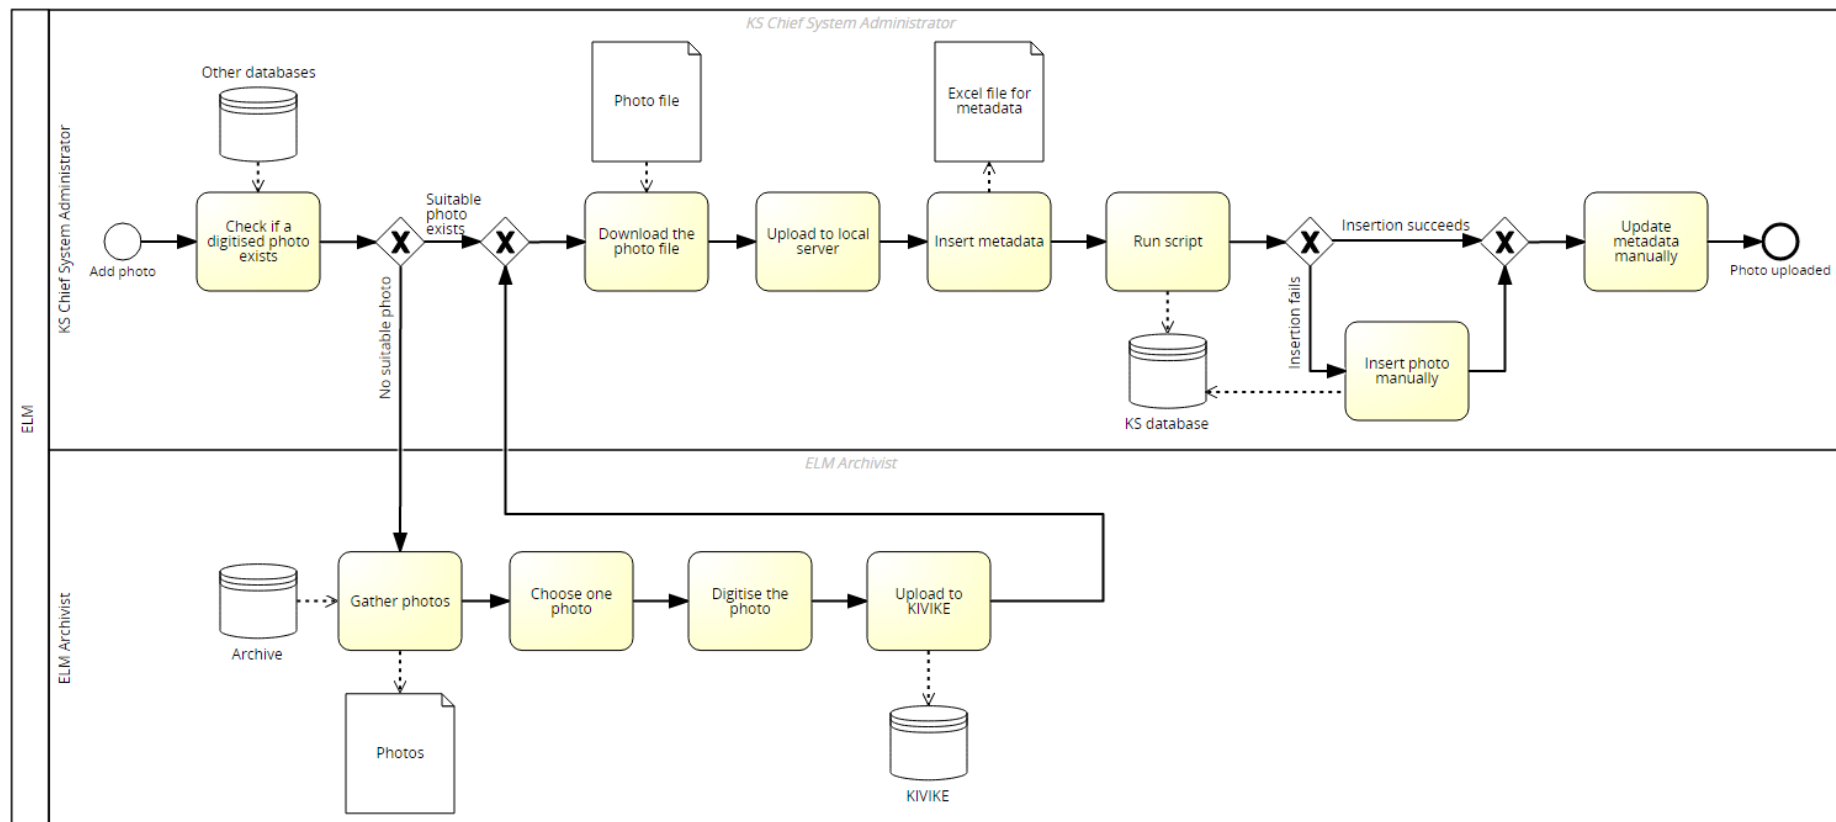 KS Chief System Administrator
Other databases
Photo file
Excel file for
metadata
KS Chief System Administrator
Add photo
Check if a
digitised photo
exists
Suitable
photo
exists
No suitable photo
Download the
photo file
Upload to local
server
Insert metadata
Run script
Insertion succeeds
Insertion fails
Insert photo
manually
KS database
Update
metadata
manually
Photo uploaded
ELM
ELM Archivist
ELM Archivist
Archive
Gather photos
Choose one
photo
Digitise the
photo
Upload to
KIVIKE
Photos
KIVIKE